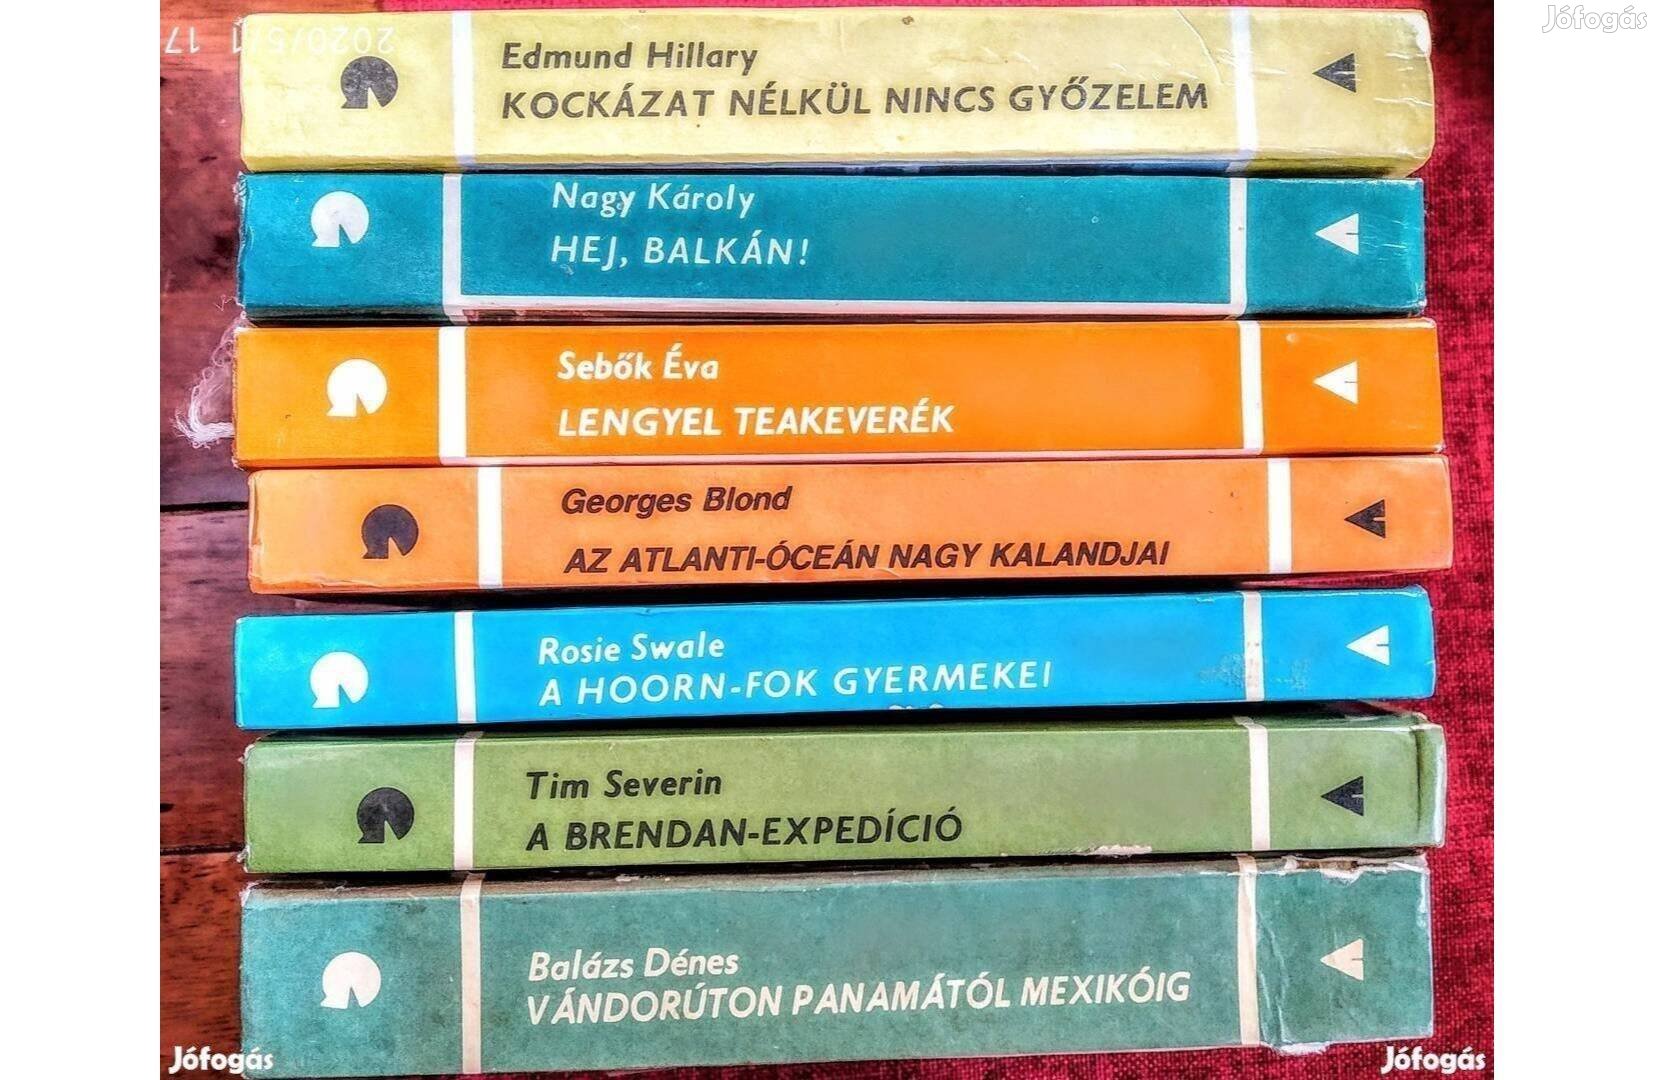 Jófogás
2020/5/1 17
Edmund Hillary
KOCKÁZAT NÉLKÜL NINCS GYŐZELEM
Nagy Károly
HEJ, BALKÁN!
Sebők Éva
LENGYEL TEAKEVERÉK
Georges Blond
AZ ATLANTI-ÓCEÁN NAGY KALANDJAI
Rosie Swale
A HOORN-FOK GYERMEKEI
Tim Severin
A BRENDAN-EXPEDÍCIÓ
Balázs Dénes
VÁNDORÚTON PANAMÁTÓL MEXIKÓIG
Jófogás
Jófogás